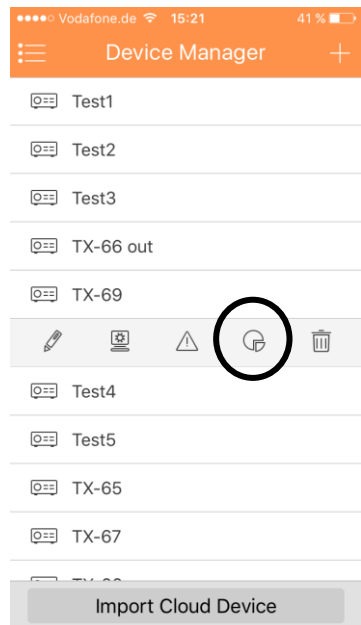 Vodafone.de 15:21 41 %
Device Manager
Test1
Test2
Test3
TX-66 out
TX-69
Test4
Test5
TX-65
TX-67
Import Cloud Device